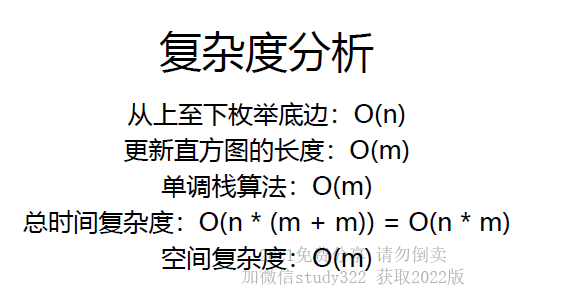 复杂度分析
从上至下枚举底边：O(n)
更新直方图的长度：O(m)
单调栈算法：O(m)
总时间复杂度：O(n * (m + m)) = O(n * m)
空间复杂度：O(m)
免费分享 请勿倒卖
加微信study322 获取2022版